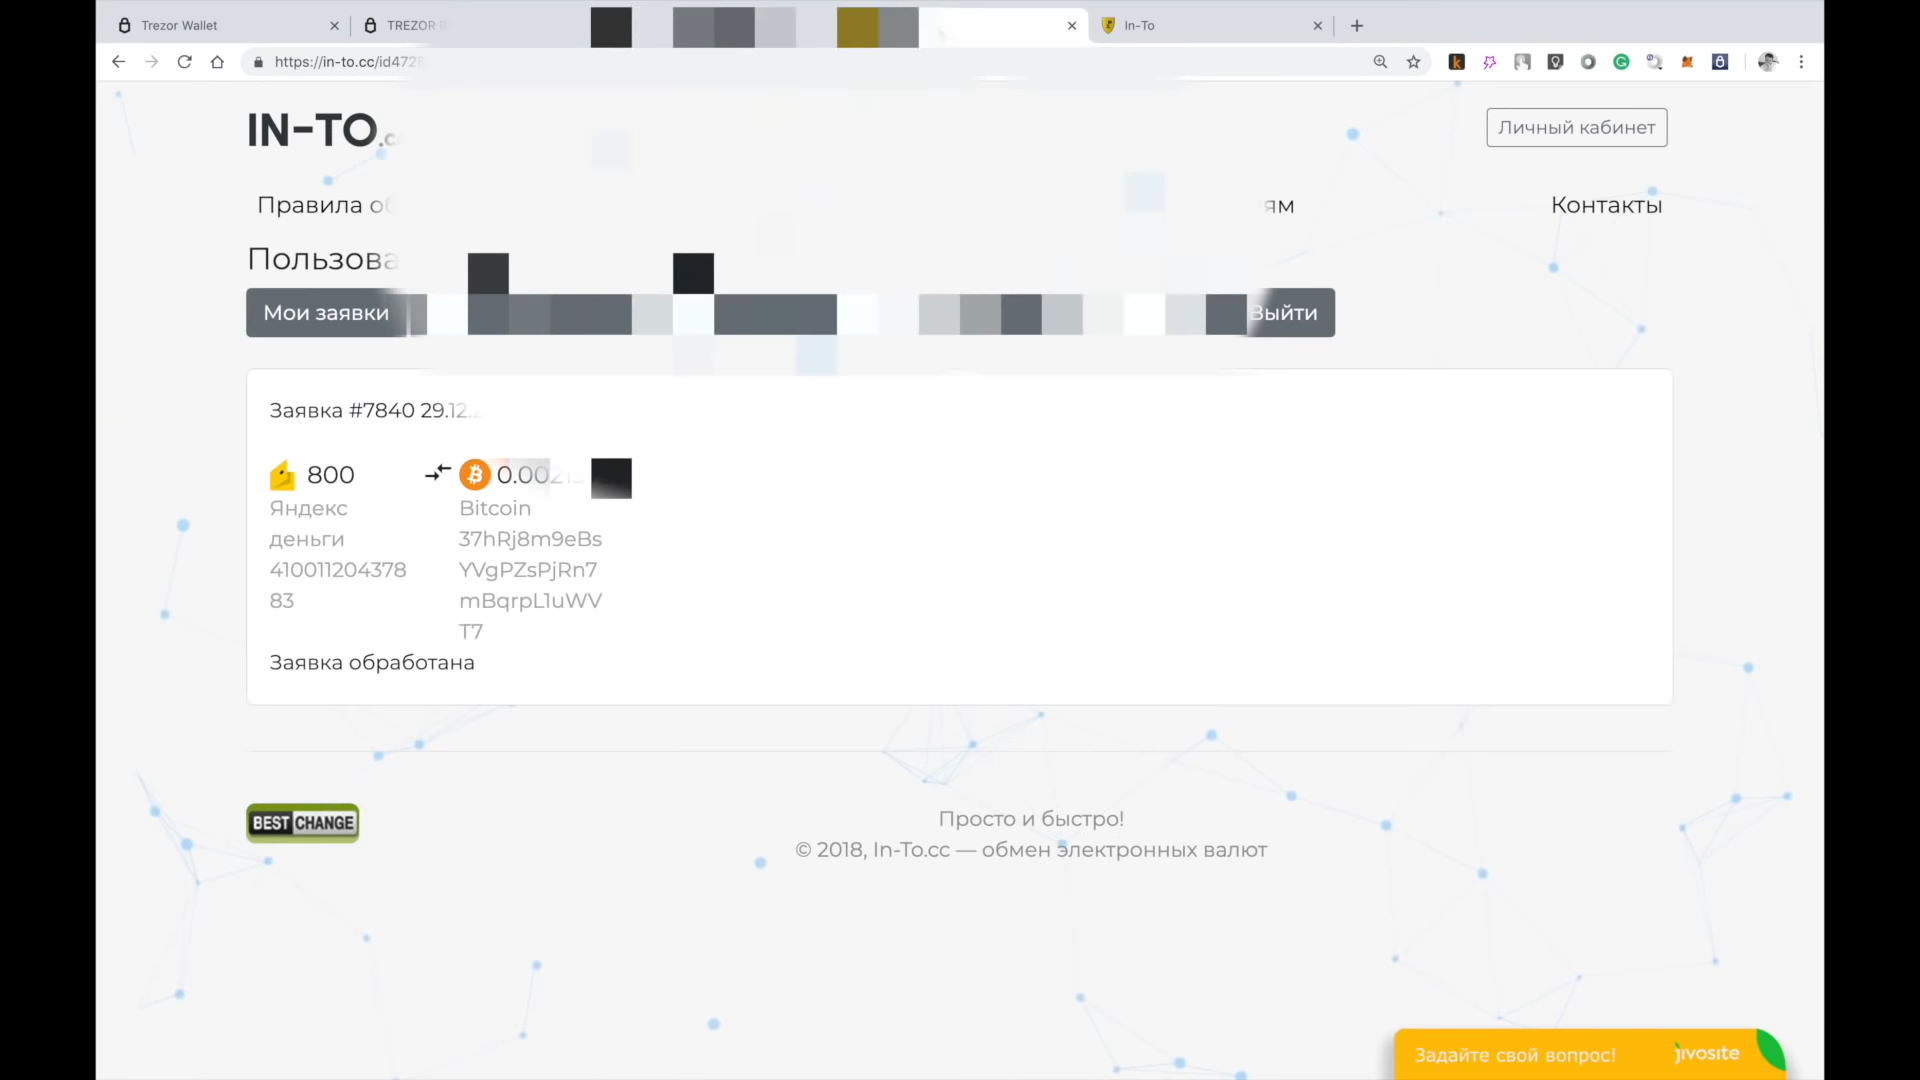 Trezor Wallet
TREZOR
In-To
https://in-to.cc/id472
IN-TO
Личный кабинет
Правила
Контакты
Мои заявки
Выйти
Заявка #7840 29.12.
800
0.002
Яндекс
деньги
410011204378
83
Bitcoin
37hRj8m9eBs
YVgPZsPjRn7
mBqrpL1uWV
T7
Заявка обработана
BEST CHANGE
Просто и быстро!
© 2018, In-To.cc — обмен электронных валют
Задайте свой вопрос!
jivosite